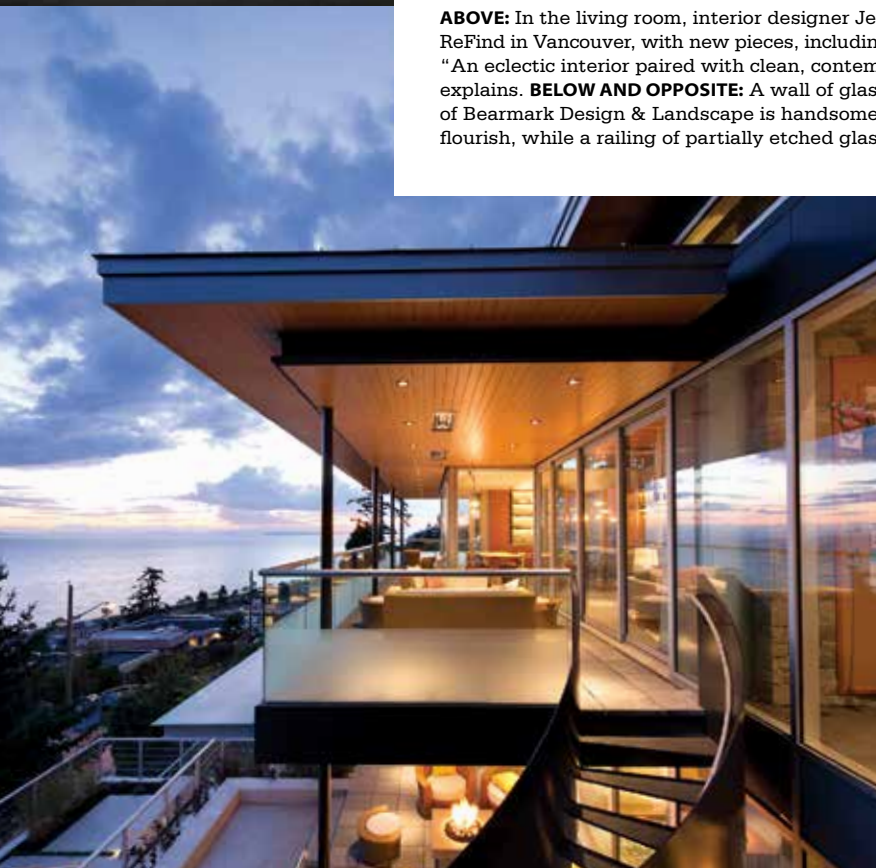 ABOVE: In the living room, interior designer Je
ReFind in Vancouver, with new pieces, includin
“An eclectic interior paired with clean, contem
explains. BELOW AND OPPOSITE: A wall of glas
of Bearmark Design & Landscape is handsome
flourish, while a railing of partially etched glas